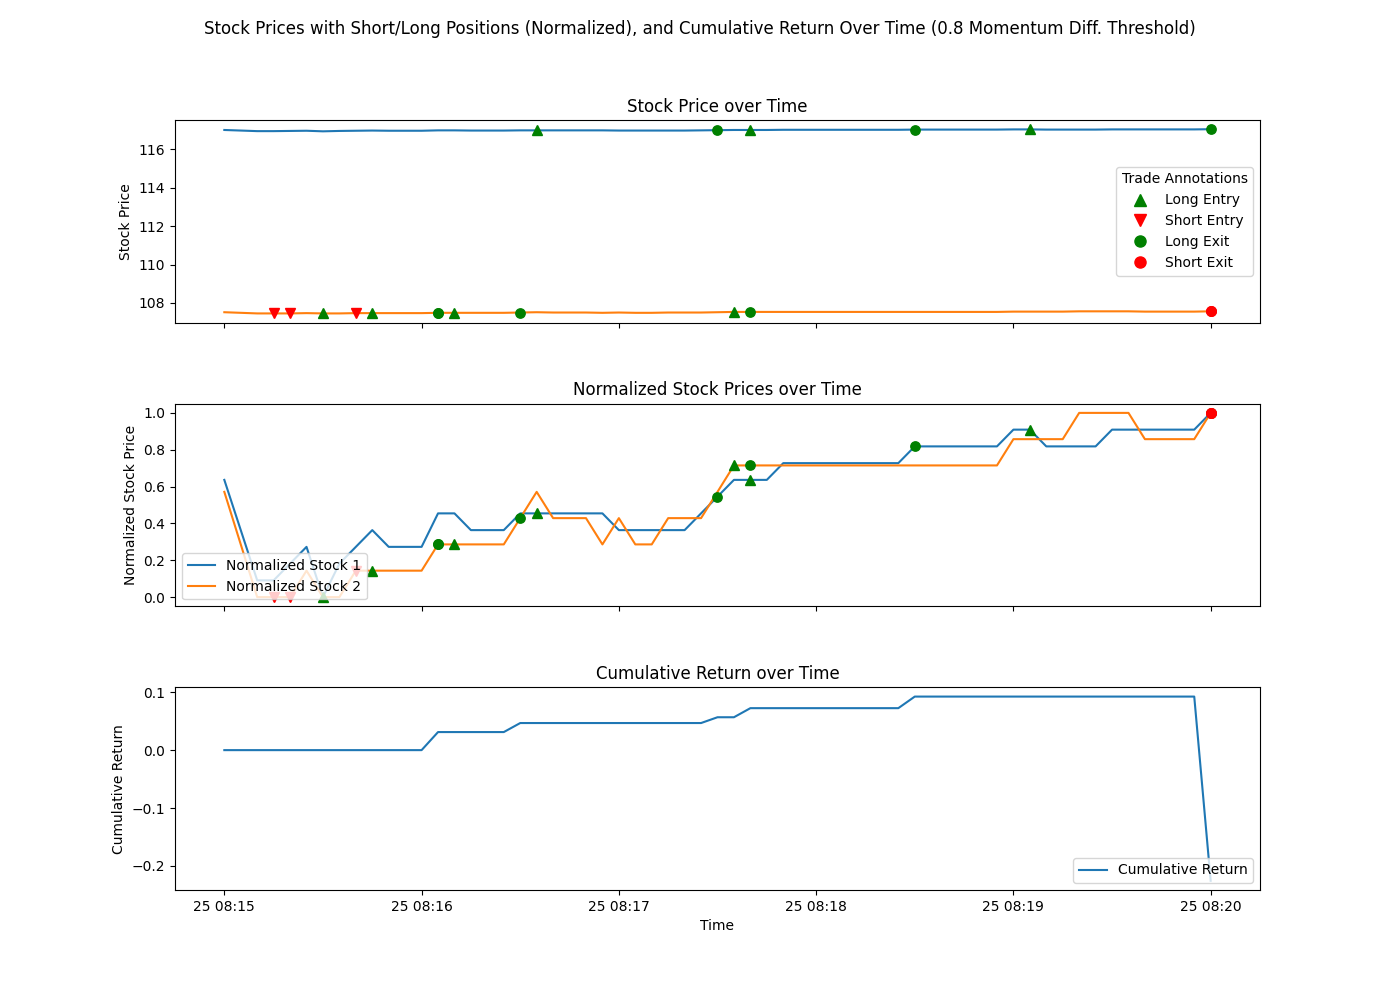 Stock Prices with Short/Long Positions (Normalized), and Cumulative Return Over Time (0.8 Momentum Diff. Threshold)
Stock Price over Time
Stock Price
116
114
112
110
108
Trade Annotations
Long Entry
Short Entry
Long Exit
Short Exit
Normalized Stock Prices over Time
Normalized Stock Price
1.0
0.8
0.6
0.4
0.2
0.0
Normalized Stock 1
Normalized Stock 2
Cumulative Return over Time
Cumulative Return
0.1
0.0
−0.1
−0.2
Cumulative Return
25 08:15
25 08:16
25 08:17
25 08:18
25 08:19
25 08:20
Time